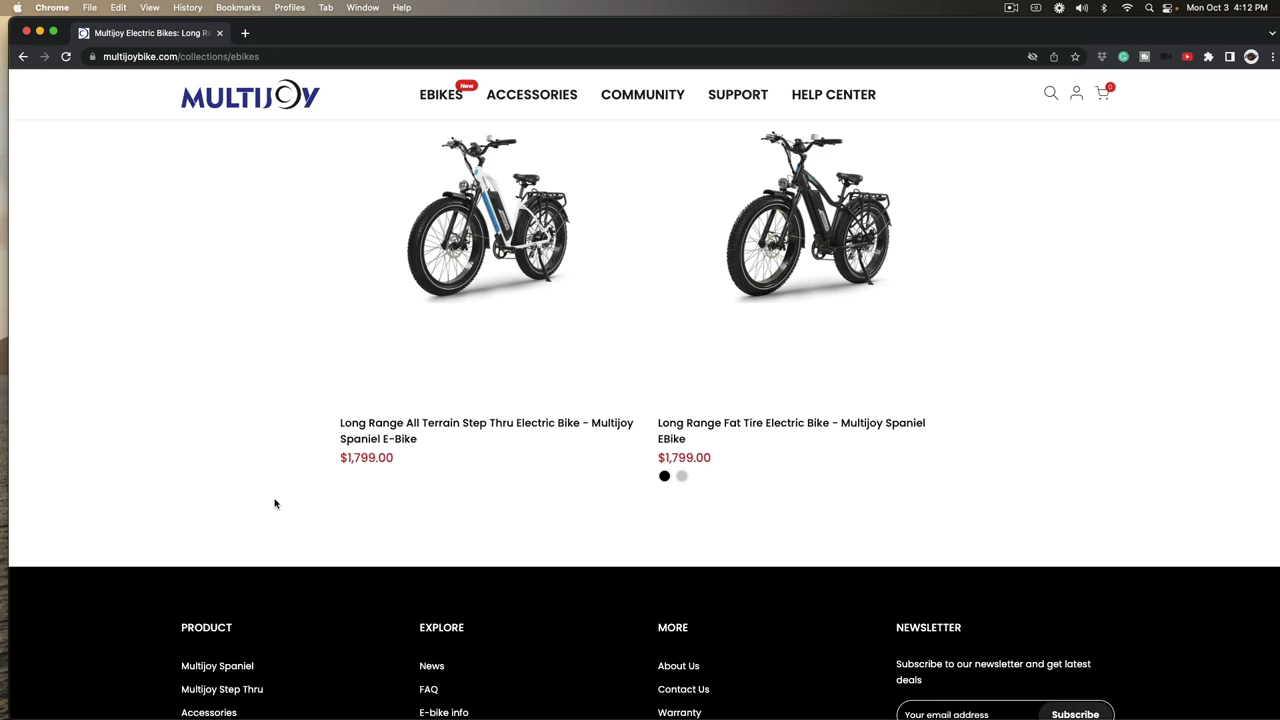 Chrome File Edit View History Bookmarks Profiles Tab Window Help Mon Oct 3 4:12 PM
Multijoy Electric Bikes: Long R
multijoybike.com/collections/ebikes
MULTIJOY
EBIKES New ACCESSORIES COMMUNITY SUPPORT HELP CENTER 0
Long Range All Terrain Step Thru Electric Bike - Multijoy
Spaniel E-Bike
$1,799.00
Long Range Fat Tire Electric Bike - Multijoy Spaniel
EBike
$1,799.00
PRODUCT
Multijoy Spaniel
Multijoy Step Thru
Accessories
EXPLORE
News
FAQ
E-bike info
MORE
About Us
Contact Us
Warranty
NEWSLETTER
Subscribe to our newsletter and get latest
deals
Your email address Subscribe